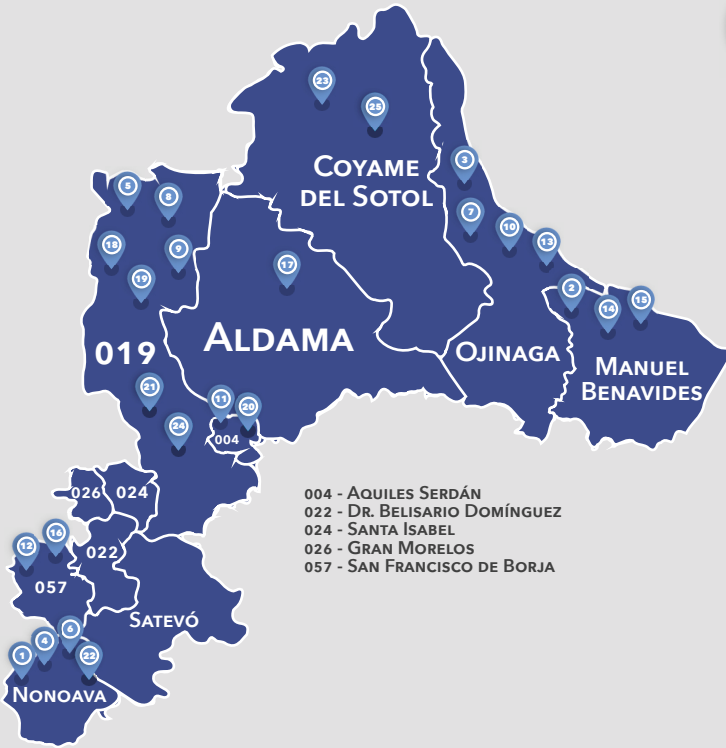 23
25
COYAME
DEL SOTOL
3
5
8
7
10
13
18
9
17
19
2
14
15
019
ALDAMA
OJINAGA
MANUEL
BENAVIDES
21
11
20
24
004
026
024
004 - AQUILES SERDÁN
022 - DR. BELISARIO DOMÍNGUEZ
024 - SANTA ISABEL
026 - GRAN MORELOS
057 - SAN FRANCISCO DE BORJA
12
16
022
057
SATEVÓ
1
4
6
22
NONOAVA